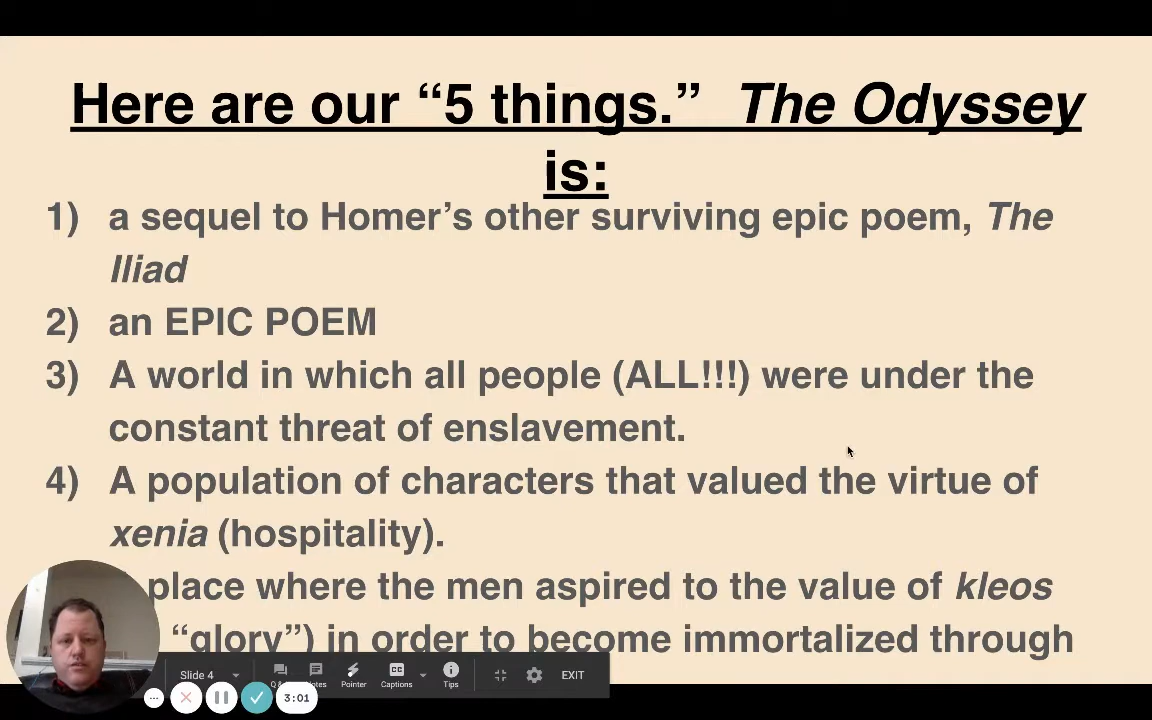 Here are our “5 things.” The Odyssey
is:
1) a sequel to Homer’s other surviving epic poem, The
Iliad
2) an EPIC POEM
3) A world in which all people (ALL!!!) were under the
constant threat of enslavement.
4) A population of characters that valued the virtue of
xenia (hospitality).
place where the men aspired to the value of kleos
“glory”) in order to become immortalized through
Slide 4
Pointer
Captions
Tips
EXIT
CC
3:01